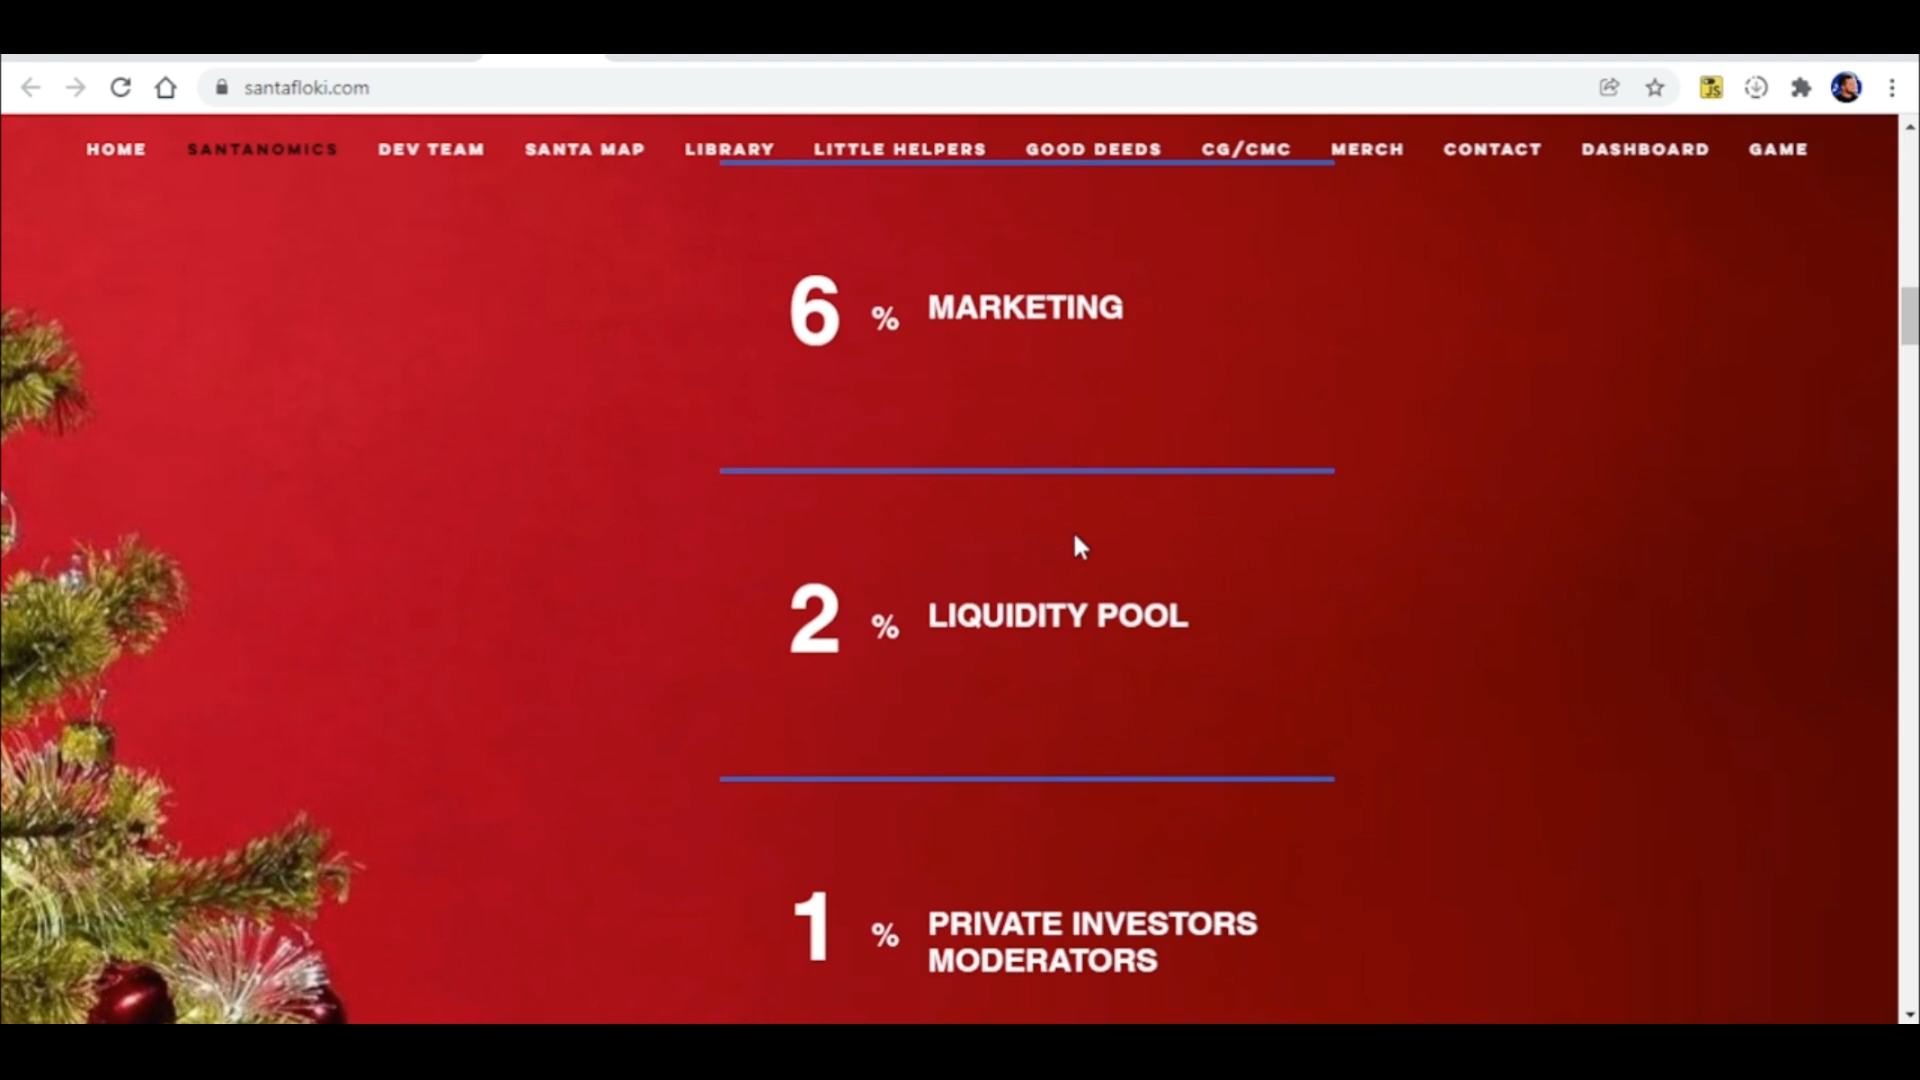 santafloki.com
JS
HOME SANTANOMICS DEV TEAM SANTA MAP LIBRARY LITTLE HELPERS GOOD DEEDS CG/CMC MERCH CONTACT DASHBOARD GAME
6 % MARKETING
2 % LIQUIDITY POOL
1 % PRIVATE INVESTORS
MODERATORS